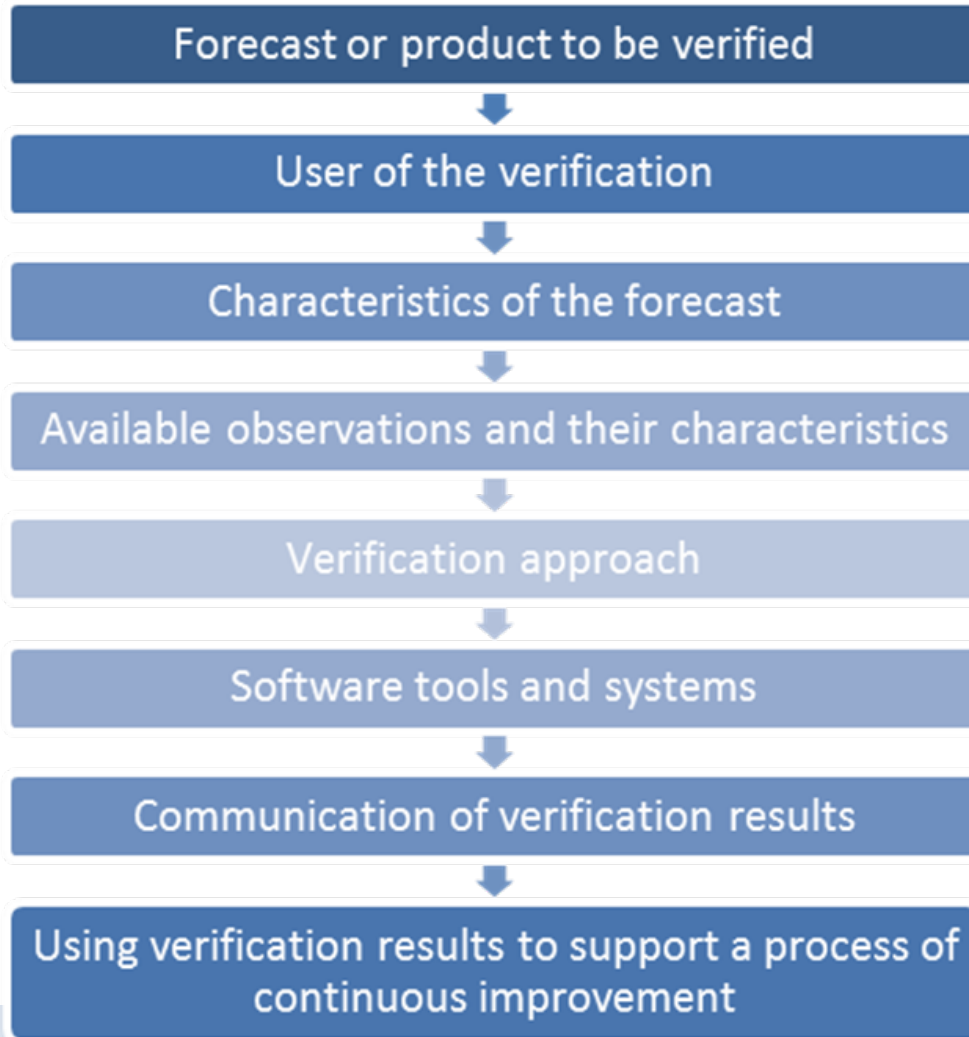 Forecast or product to be verified
User of the verification
Characteristics of the forecast
Available observations and their characteristics
Verification approach
Software tools and systems
Communication of verification results
Using verification results to support a process of
continuous improvement